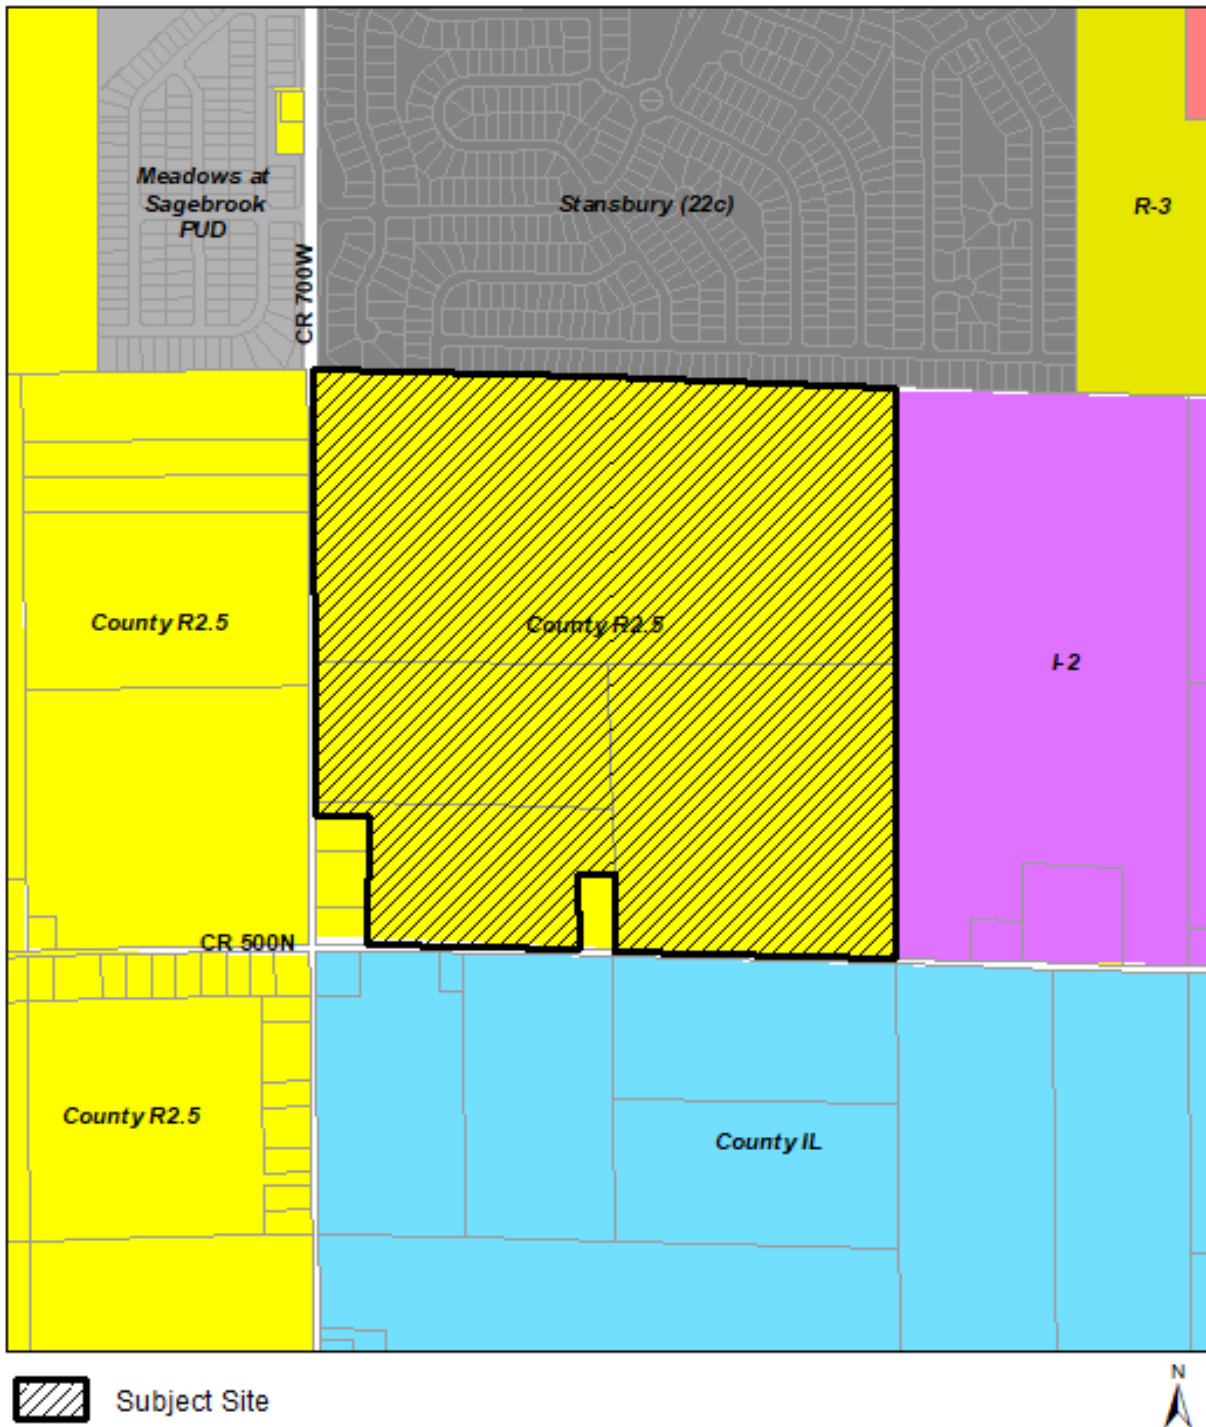 Meadows at
Sagebrook
PUD
Stansbury (22c)
R-3
CR 700W
County R2.5
County R2.5
I-2
CR 500N
County R2.5
County IL
Subject Site
N